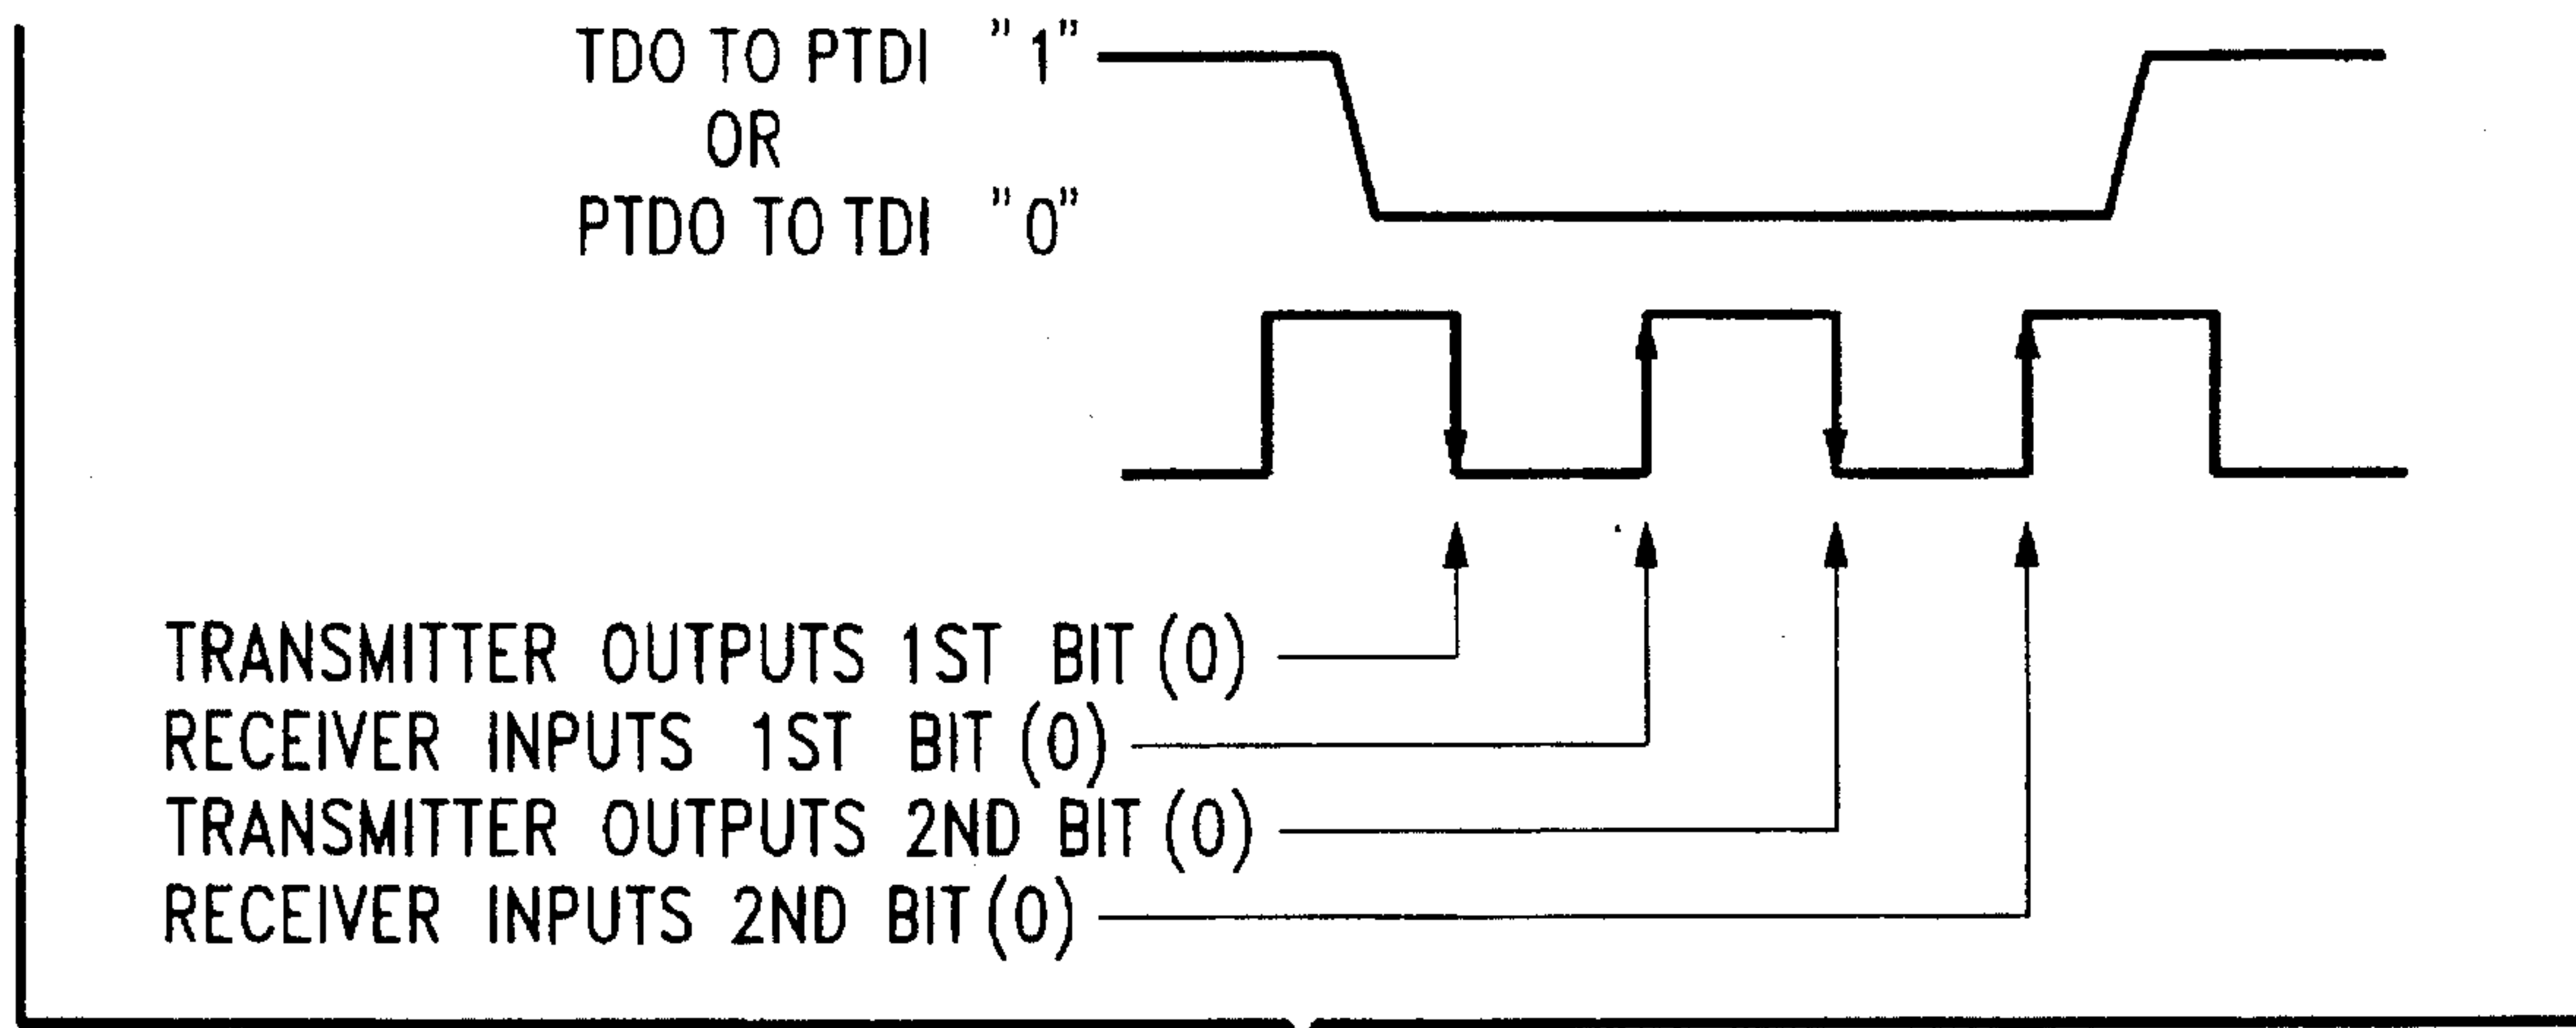 TDO TO PTDI "1"
OR
PTDO TO TDI "0"
TRANSMITTER OUTPUTS 1ST BIT (0)
RECEIVER INPUTS 1ST BIT (0)
TRANSMITTER OUTPUTS 2ND BIT (0)
RECEIVER INPUTS 2ND BIT (0)